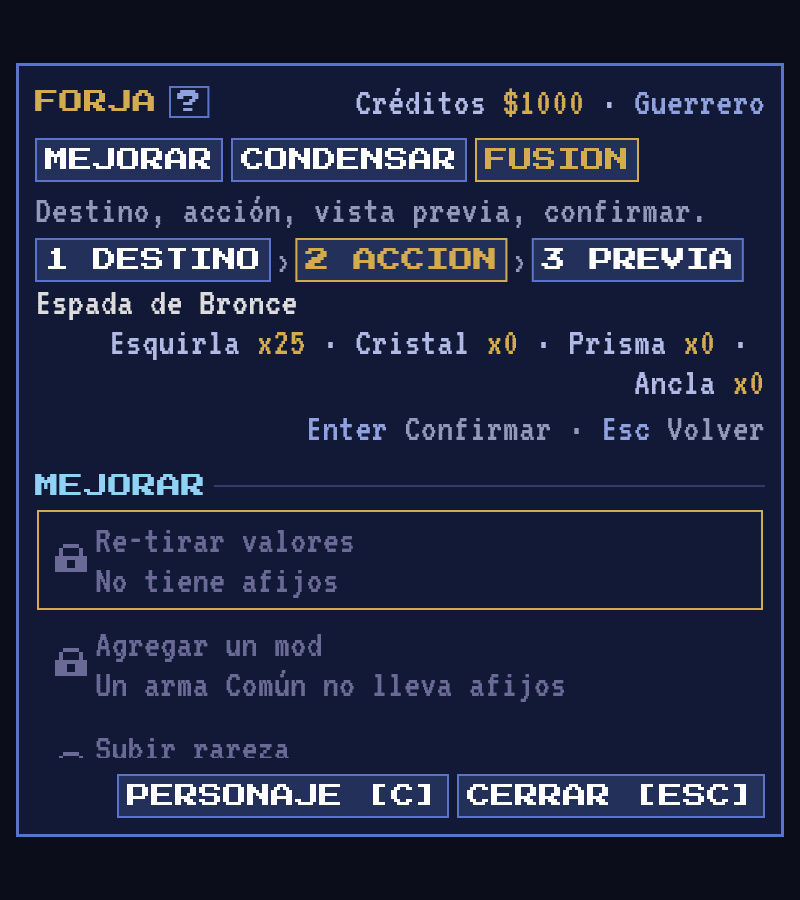 FORJA ? Créditos $1000 · Guerrero
MEJORAR CONDENSAR FUSION
Destino, acción, vista previa, confirmar.
1 DESTINO › 2 ACCION › 3 PREVIA
Espada de Bronce
Esquirla x25 · Cristal x0 · Prisma x0 ·
Ancla x0
Enter Confirmar · Esc Volver
MEJORAR
Re-tirar valores
No tiene afijos
Agregar un mod
Un arma Común no lleva afijos
Subir rareza
PERSONAJE [C] CERRAR [ESC]